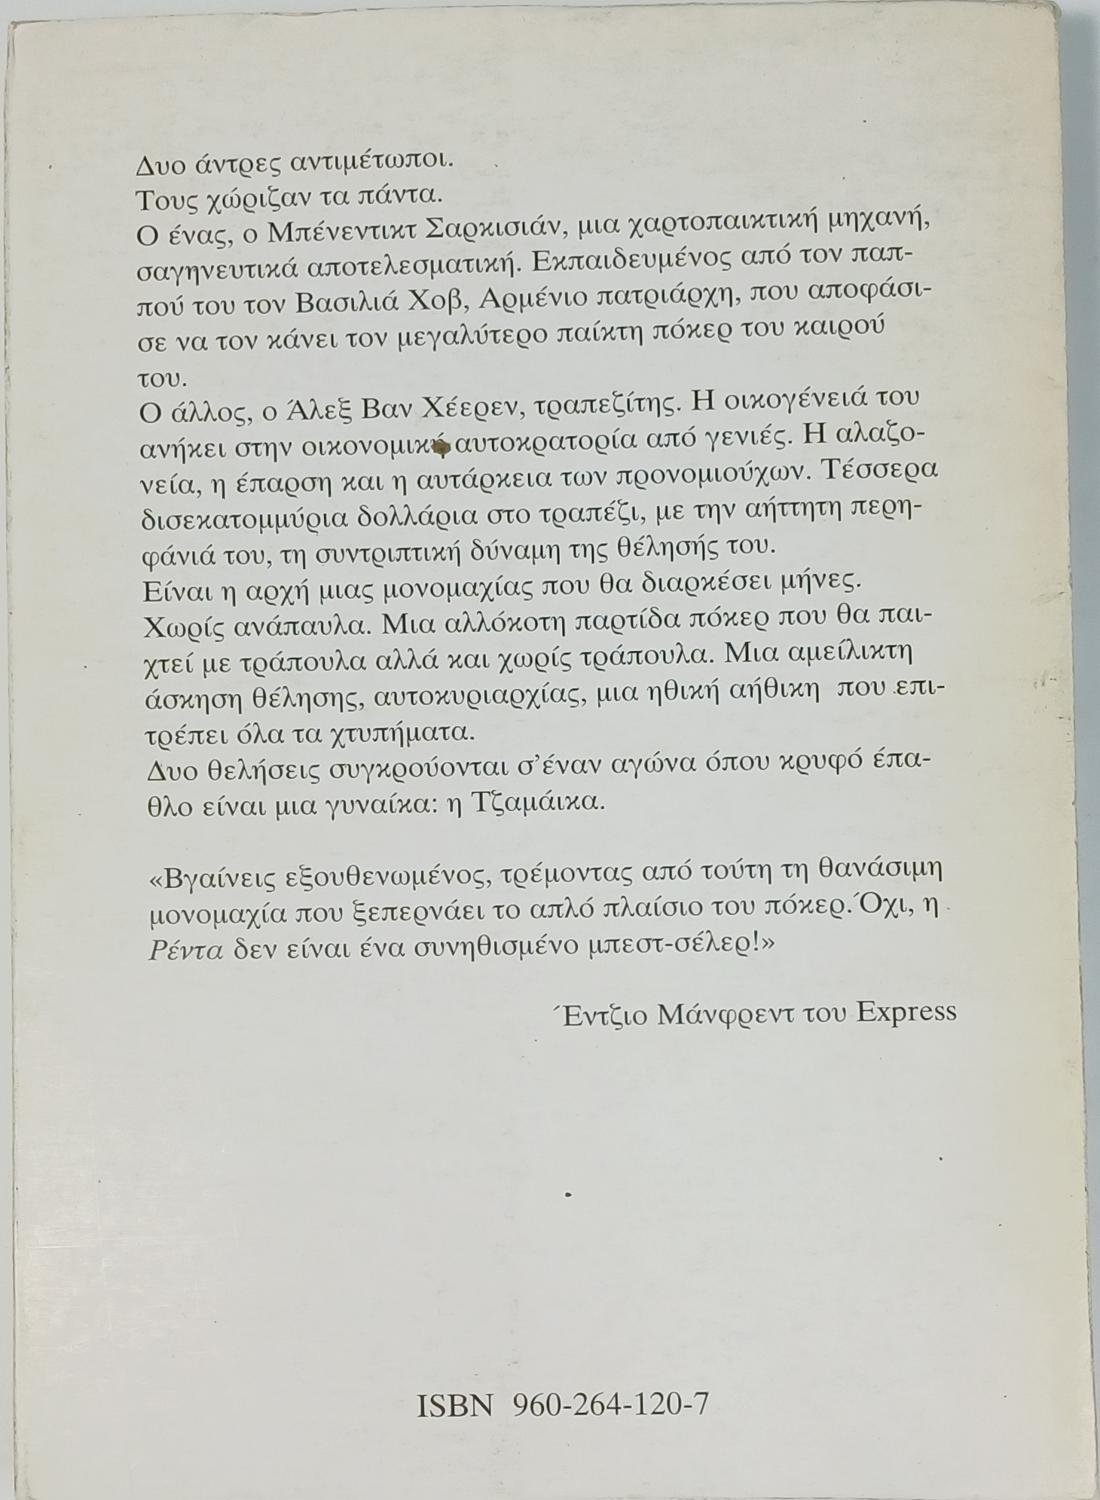 Δυο άντρες αντιμέτωποι.
Τους χώριζαν τα πάντα.
Ο ένας, ο Μπένεντικτ Σαρκισιάν, μια χαρτοπαικτική μηχανή,
σαγηνευτικά αποτελεσματική. Εκπαιδευμένος από τον παπ-
πού του τον Βασιλιά Χοβ, Αρμένιο πατριάρχη, που αποφάσι-
σε να τον κάνει τον μεγαλύτερο παίκτη πόκερ του καιρού
του.
Ο άλλος, ο Άλεξ Βαν Χέερεν, τραπεζίτης. Η οικογένειά του
ανήκει στην οικονομική αυτοκρατορία από γενιές. Η αλαζο-
νεία, η έπαρση και η αυτάρκεια των προνομιούχων. Τέσσερα
δισεκατομμύρια δολλάρια στο τραπέζι, με την αήττητη περη-
φάνιά του, τη συντριπτική δύναμη της θέλησής του.
Είναι η αρχή μιας μονομαχίας που θα διαρκέσει μήνες.
Χωρίς ανάπαυλα. Μια αλλόκοτη παρτίδα πόκερ που θα παι-
χτεί με τράπουλα αλλά και χωρίς τράπουλα. Μια αμείλικτη
άσκηση θέλησης, αυτοκυριαρχίας, μια ηθική αήθικη που επι-
τρέπει όλα τα χτυπήματα.
Δυο θελήσεις συγκρούονται σ'έναν αγώνα όπου κρυφό έπα-
θλο είναι μια γυναίκα: η Τζαμάικα.
«Βγαίνεις εξουθενωμένος, τρέμοντας από τούτη τη θανάσιμη
μονομαχία που ξεπερνάει το απλό πλαίσιο του πόκερ. Όχι, η
Ρέντα δεν είναι ένα συνηθισμένο μπεστ-σέλερ!»
Έντζιο Μάνφρεντ του Express
ISBN 960-264-120-7